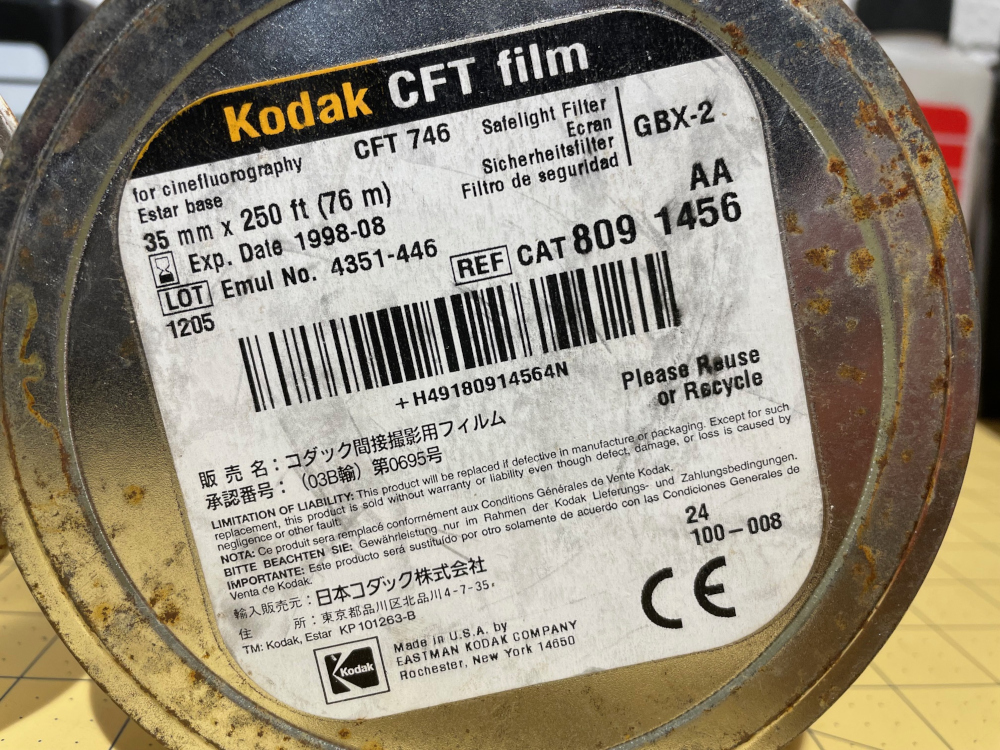 Kodak CFT film
for cinefluorography
CFT 746
Estar base
Safelight Filter
Ecran
Sicherheitsfilter
Filtro de seguridad
GBX-2
35 mm x 250 ft (76 m)
Exp. Date 1998-08
LOT Emul No. 4351-446
1205
AA
REF CAT 809 1456
+H49180914564N
Please Reuse
or Recycle
販売名：コダック間接撮影用フィルム
承認番号：（03B輸）第0695号
LIMITATION OF LIABILITY: This product will be replaced if defective in manufacture or packaging. Except for such
replacement, this product is sold without warranty or liability even though defect, damage, or loss is caused by
negligence or other fault.
NOTA: Ce produit sera remplacé conformément aux Conditions Générales de Vente Kodak.
BITTE BEACHTEN SIE: Gewährleistung nur im Rahmen der Kodak Lieferungs- und Zahlungsbedingungen.
IMPORTANTE: Este producto será sustituído por otro solamente de acuerdo con las Condiciones Generales de
Venta de Kodak.
24
100-008
輸入販売元：日本コダック株式会社
住所：東京都品川区北品川4-7-35
TM: Kodak, Estar KP 101263-B
CE
Kodak
Made in U.S.A. by
EASTMAN KODAK COMPANY
Rochester, New York 14650